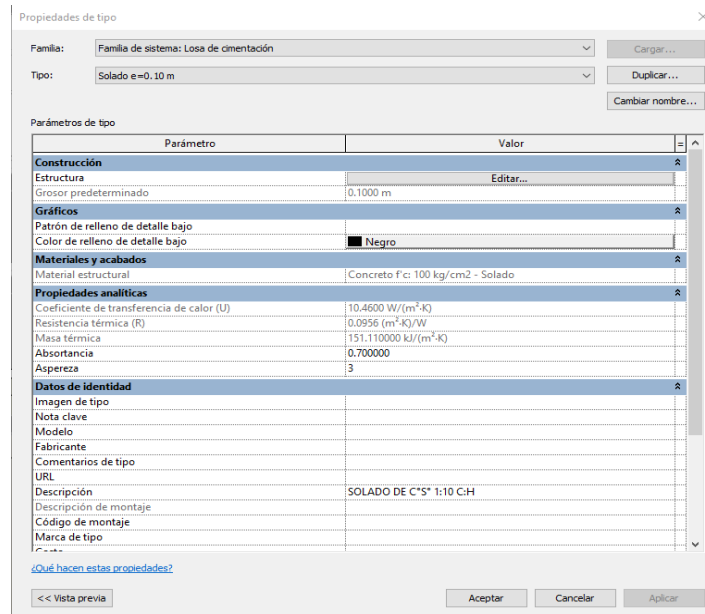 Propiedades de tipo
Familia: Familia de sistema: Losa de cimentación Cargar...
Tipo: Solado e=0.10 m Duplicar...
Cambiar nombre...
Parámetros de tipo
Parámetro Valor =
Construcción
Estructura Editar...
Grosor predeterminado 0.1000 m
Gráficos
Patrón de relleno de detalle bajo
Color de relleno de detalle bajo Negro
Materiales y acabados
Material estructural Concreto f'c: 100 kg/cm2 - Solado
Propiedades analíticas
Coeficiente de transferencia de calor (U) 10.4600 W/(m²·K)
Resistencia térmica (R) 0.0956 (m²·K)/W
Masa térmica 151.110000 kJ/(m²·K)
Absortancia 0.700000
Aspereza 3
Datos de identidad
Imagen de tipo
Nota clave
Modelo
Fabricante
Comentarios de tipo
URL
Descripción SOLADO DE C°S° 1:10 C:H
Descripción de montaje
Código de montaje
Marca de tipo
¿Qué hacen estas propiedades?
<< Vista previa Aceptar Cancelar Aplicar